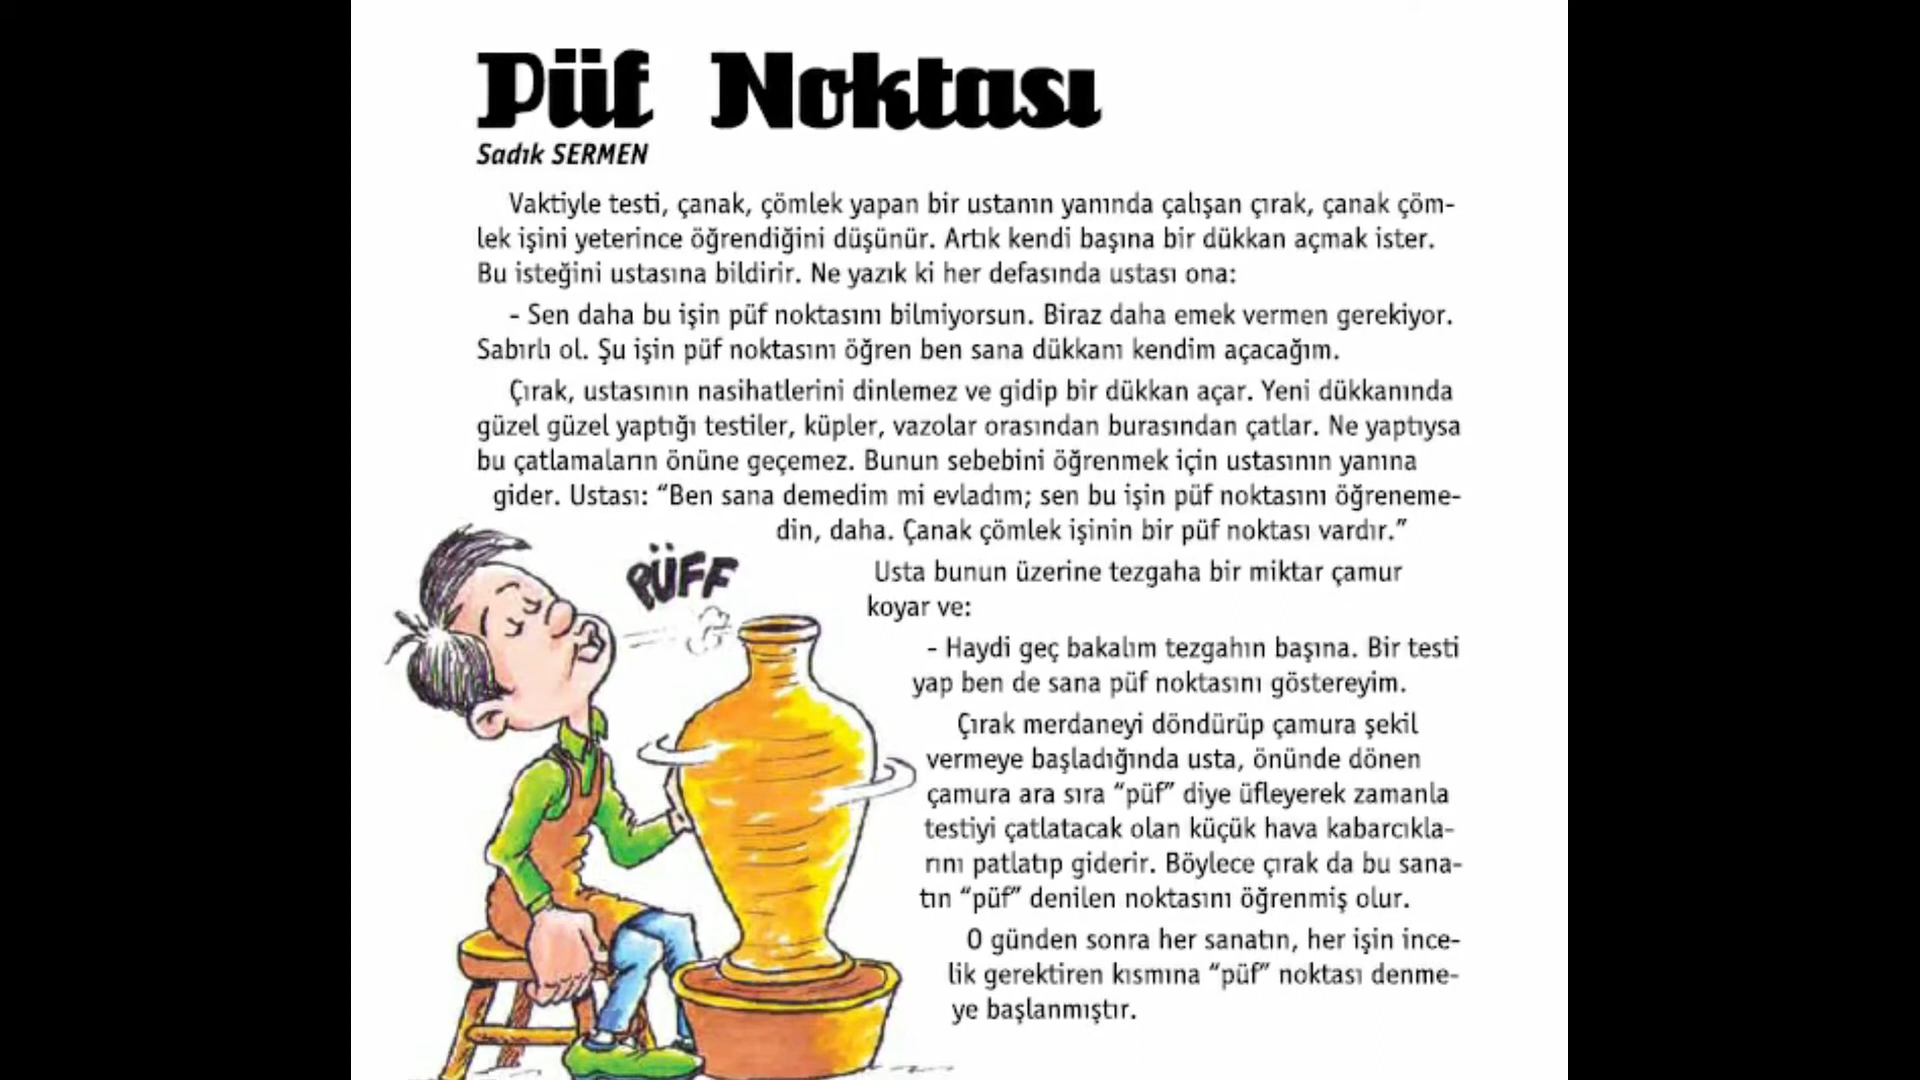 Püf Noktası
Sadık SERMEN
Vaktiyle testi, çanak, çömlek yapan bir ustanın yanında çalışan çırak, çanak çöm-
lek işini yeterince öğrendiğini düşünür. Artık kendi başına bir dükkan açmak ister.
Bu isteğini ustasına bildirir. Ne yazık ki her defasında ustası ona:
- Sen daha bu işin püf noktasını bilmiyorsun. Biraz daha emek vermen gerekiyor.
Sabırlı ol. Şu işin püf noktasını öğren ben sana dükkanı kendim açacağım.
Çırak, ustasının nasihatlerini dinlemez ve gidip bir dükkan açar. Yeni dükkanında
güzel güzel yaptığı testiler, küpler, vazolar orasından burasından çatlar. Ne yaptıysa
bu çatlamaların önüne geçemez. Bunun sebebini öğrenmek için ustasının yanına
gider. Ustası: “Ben sana demedim mi evladım; sen bu işin püf noktasını öğreneme-
din, daha. Çanak çömlek işinin bir püf noktası vardır.”
PÜFF
Usta bunun üzerine tezgaha bir miktar çamur
koyar ve:
- Haydi geç bakalım tezgahın başına. Bir testi
yap ben de sana püf noktasını göstereyim.
Çırak merdaneyi döndürüp çamura şekil
vermeye başladığında usta, önünde dönen
çamura ara sıra “püf” diye üfleyerek zamanla
testiyi çatlatacak olan küçük hava kabarcıkla-
rını patlatıp giderir. Böylece çırak da bu sana-
tın “püf” denilen noktasını öğrenmiş olur.
O günden sonra her sanatın, her işin ince-
lik gerektiren kısmına “püf” noktası denme-
ye başlanmıştır.